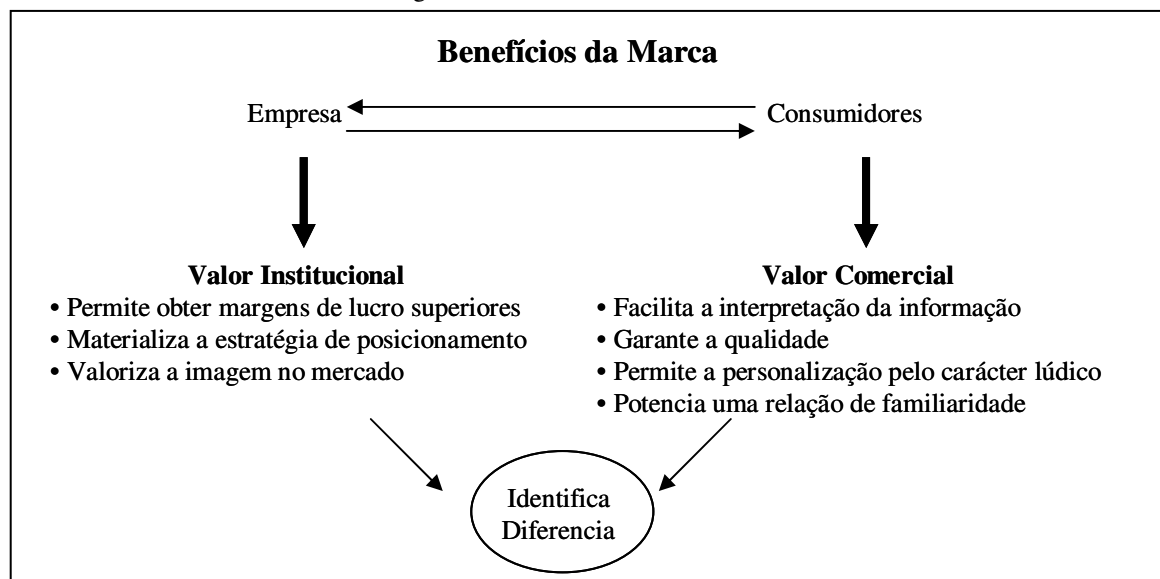 Benefícios da Marca
Empresa
Consumidores
Valor Institucional
• Permite obter margens de lucro superiores
• Materializa a estratégia de posicionamento
• Valoriza a imagem no mercado
Valor Comercial
• Facilita a interpretação da informação
• Garante a qualidade
• Permite a personalização pelo carácter lúdico
• Potencia uma relação de familiaridade
Identifica
Diferencia